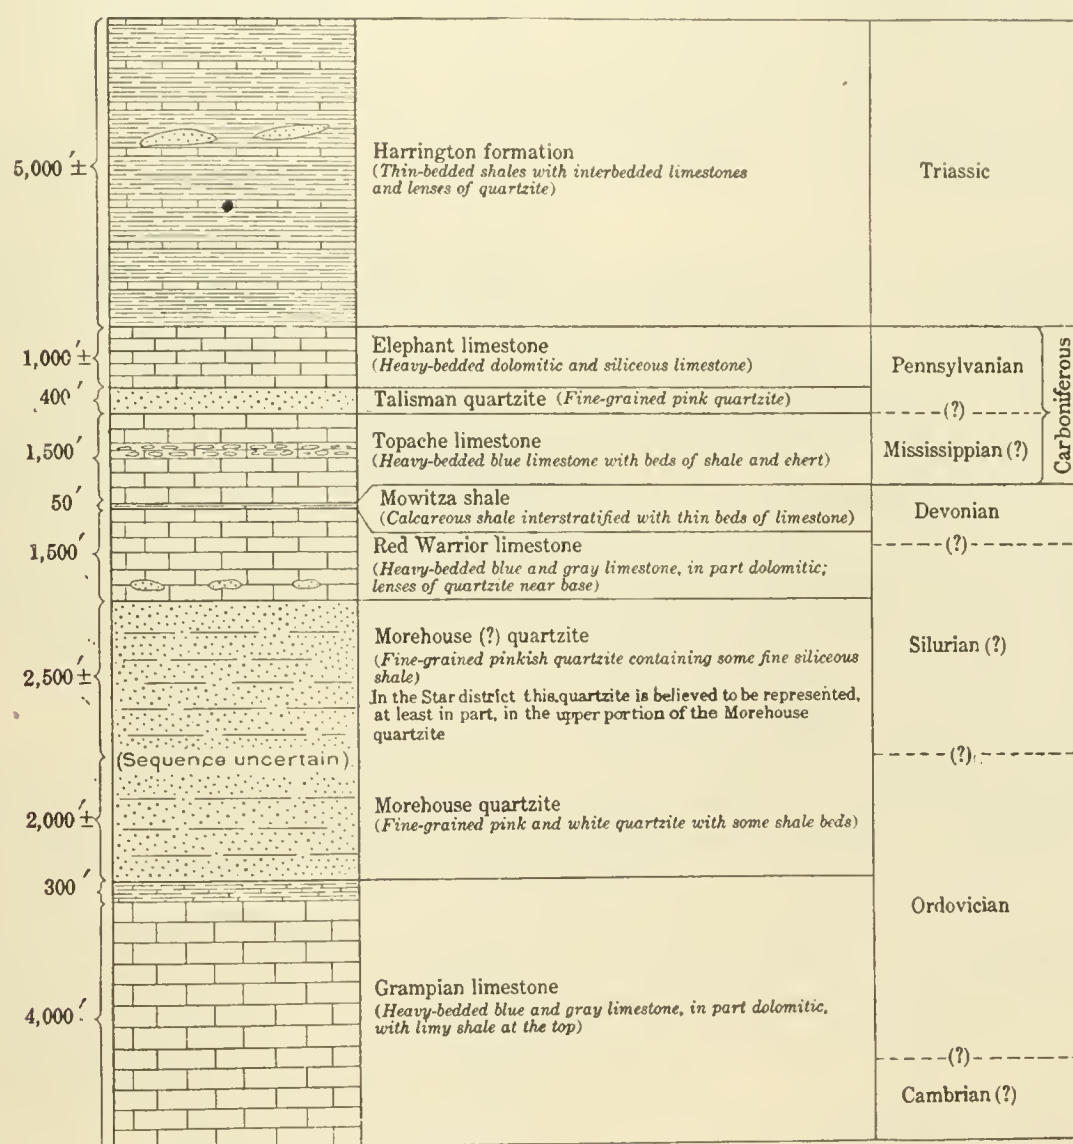 5,000′±
Harrington formation
(Thin-bedded shales with interbedded limestones
and lenses of quartzite)
Triassic
1,000′±
Elephant limestone
(Heavy-bedded dolomitic and siliceous limestone)
Pennsylvanian
Carboniferous
400′
Talisman quartzite (Fine-grained pink quartzite)
(?)
1,500′
Topache limestone
(Heavy-bedded blue limestone with beds of shale and chert)
Mississippian (?)
50′
Mowitza shale
(Calcareous shale interstratified with thin beds of limestone)
Devonian
1,500′
Red Warrior limestone
(?)
(Heavy-bedded blue and gray limestone, in part dolomitic;
lenses of quartzite near base)
2,500′±
Morehouse (?) quartzite
(Fine-grained pinkish quartzite containing some fine siliceous
shale)
In the Star district this quartzite is believed to be represented,
at least in part, in the upper portion of the Morehouse
quartzite
Silurian (?)
(Sequence uncertain)
(?)
2,000′±
Morehouse quartzite
(Fine-grained pink and white quartzite with some shale beds)
300′
Ordovician
4,000′
Grampian limestone
(Heavy-bedded blue and gray limestone, in part dolomitic,
with limy shale at the top)
(?)
Cambrian (?)